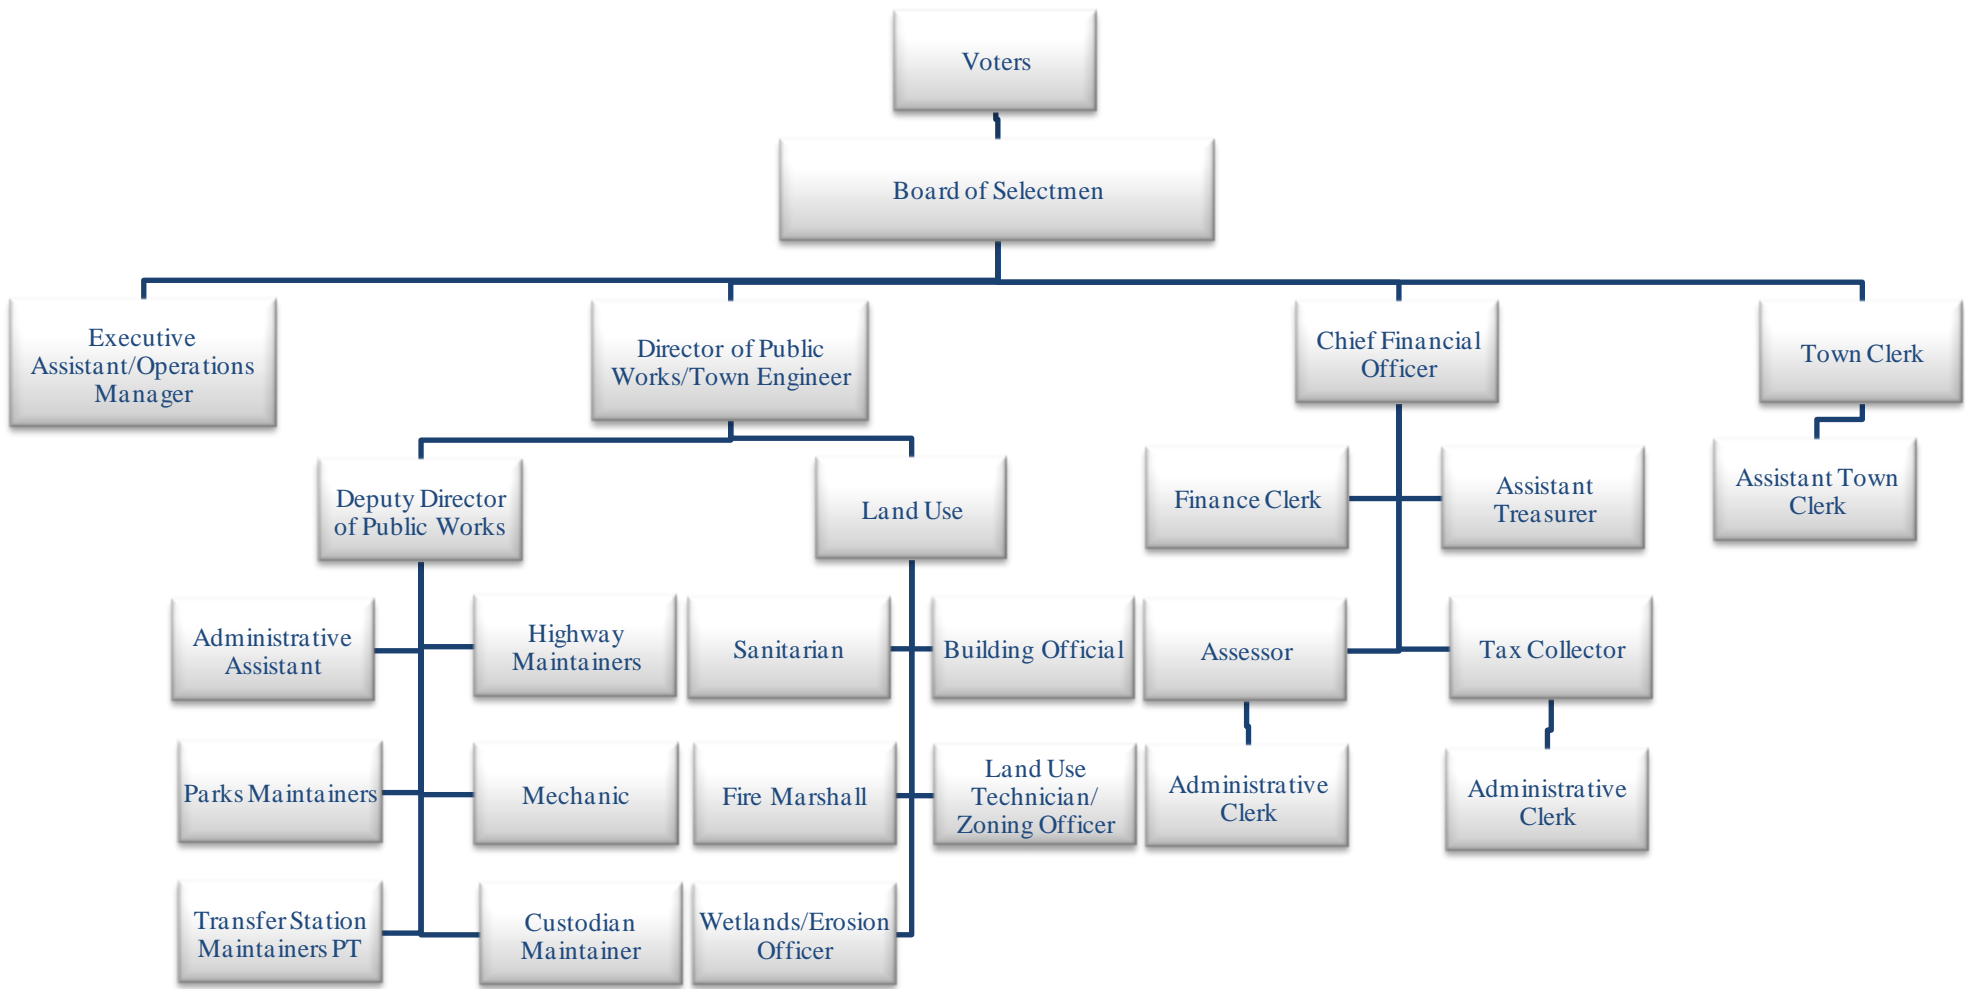 Voters
Board of Selmen
Executive
Assistant/Operations
Manager
Director of Public
Works/Town Engineer
Chief Financial
Officer
Town Clerk
Deputy Director
of Public Works
Land Use
Finance Clerk
Assistant
Treasurer
Assistant Town
Clerk
Administrative
Assistant
Highway
Maintainers
Sanitarian
Building Official
Assessor
Tax Collector
Parks Maintainers
Mechanic
Fire Marshall
Land Use
Technician/
Zoning Officer
Administrative
Clerk
Administrative
Clerk
Transfer Station
Maintainers PT
Custodian
Maintainer
Wetlands/Erosion
Officer